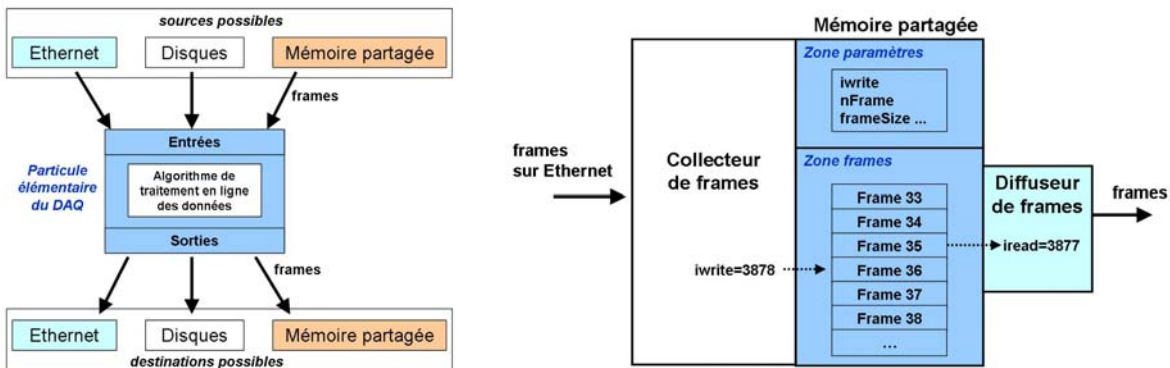 sources possibles
Ethernet
Disques
Mémoire partagée
frames
Entrées
Particule
élémentaire
du DAQ
Algorithme de
traitement en ligne
des données
Sorties
frames
Ethernet
Disques
Mémoire partagée
destinations possibles
Mémoire partagée
Zone paramètres
iwrite
nFrame
frameSize ...
frames
sur Ethernet
Collecteur
de frames
Zone frames
Frame 33
Frame 34
Frame 35
Frame 36
Frame 37
Frame 38
...
iwrite=3878
Diffuseur
de frames
iread=3877
frames